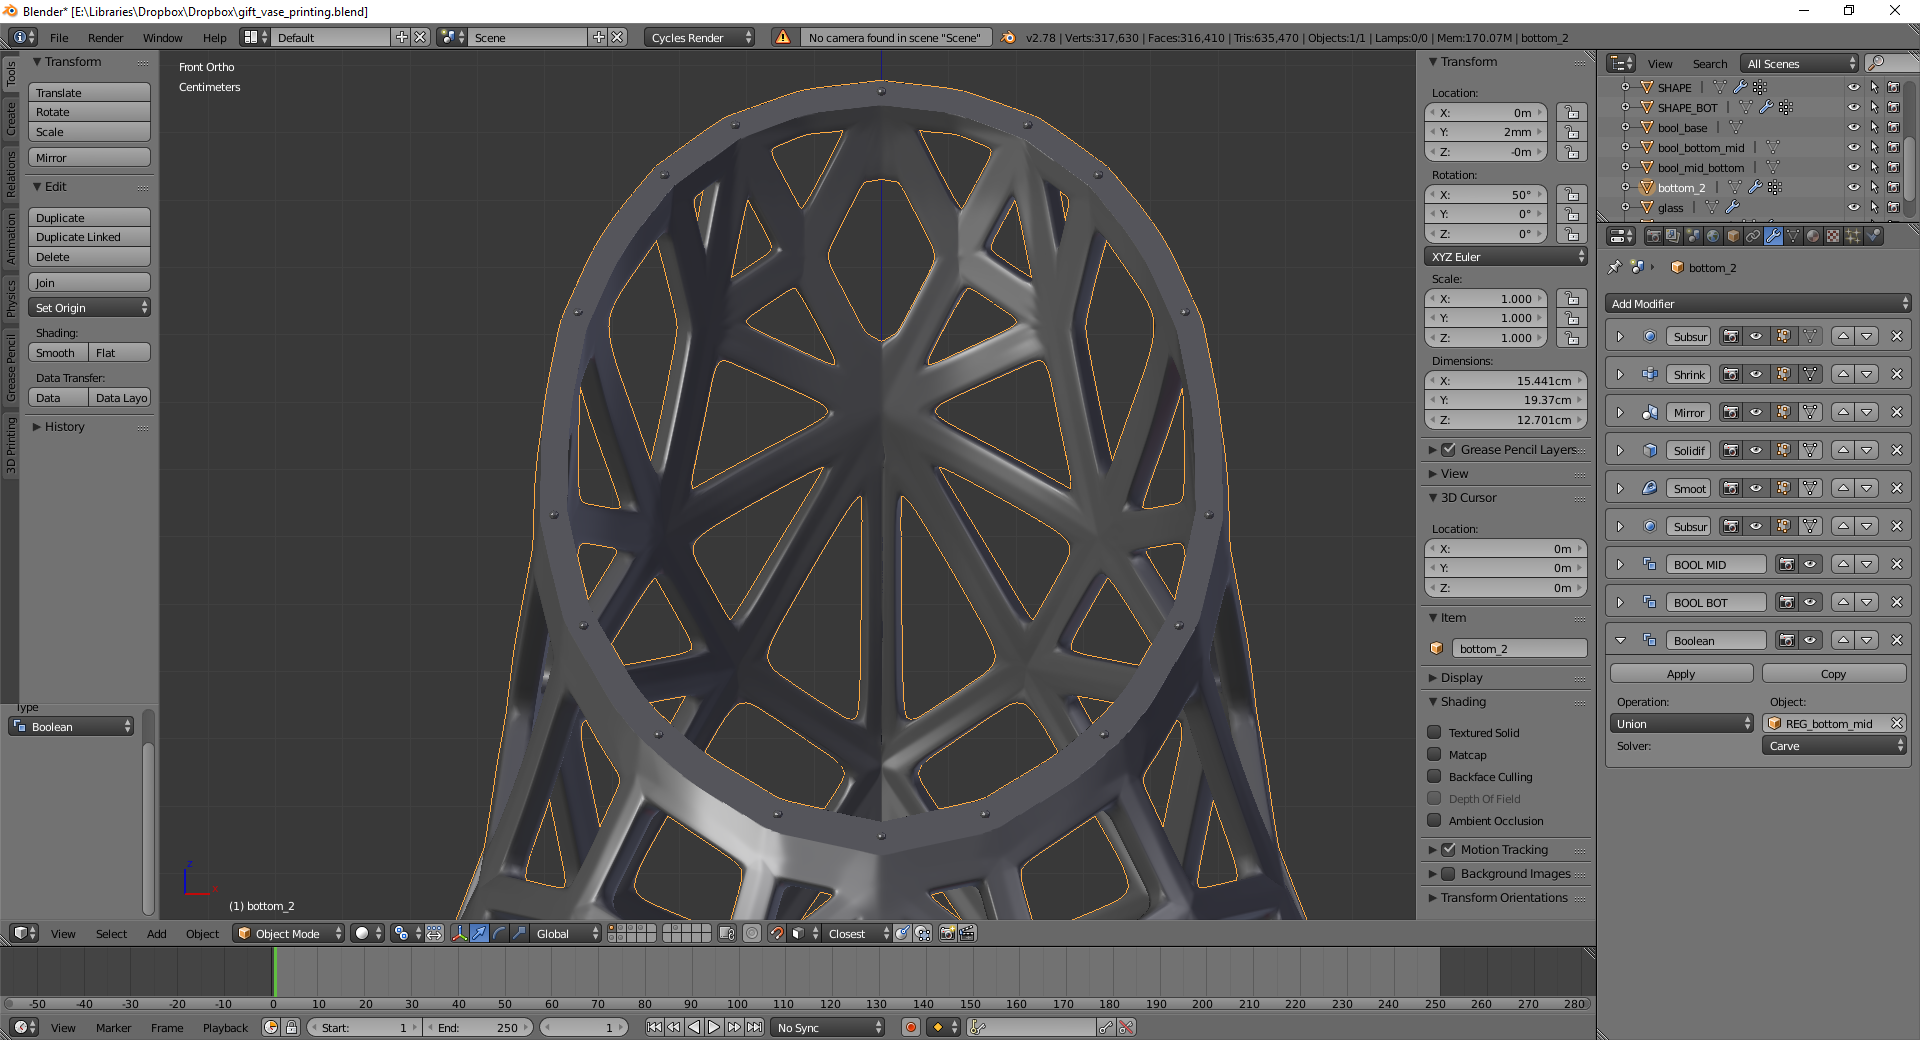 Blender* [E:\Libraries\Dropbox\Dropbox\gift_vase_printing.blend]
File Render Window Help Default Scene Cycles Render No camera found in scene "Scene" v2.78 | Verts:317,630 | Faces:316,410 | Tris:635,470 | Objects:1/1 | Lamps:0/0 | Mem:170.07M | bottom_2
Tools
Create
Relations
Animation
Physics
Grease Pencil
3D Printing
Transform
Translate
Rotate
Scale
Mirror
Edit
Duplicate
Duplicate Linked
Delete
Join
Set Origin
Shading:
Smooth Flat
Data Transfer:
Data Data Layo
History
Type
Boolean
Front Ortho
Centimeters
z
x
(1) bottom_2
Transform
Location:
X: 0m
Y: 2mm
Z: -0m
Rotation:
X: 50°
Y: 0°
Z: 0°
XYZ Euler
Scale:
X: 1.000
Y: 1.000
Z: 1.000
Dimensions:
X: 15.441cm
Y: 19.37cm
Z: 12.701cm
Grease Pencil Layers
View
3D Cursor
Location:
X: 0m
Y: 0m
Z: 0m
Item
bottom_2
Display
Shading
Textured Solid
Matcap
Backface Culling
Depth Of Field
Ambient Occlusion
Motion Tracking
Background Images
Transform Orientations
View Search All Scenes
SHAPE
SHAPE_BOT
bool_base
bool_bottom_mid
bool_mid_bottom
bottom_2
glass
bottom_2
Add Modifier
Subsur
Shrink
Mirror
Solidif
Smoot
Subsur
BOOL MID
BOOL BOT
Boolean
Apply Copy
Operation: Object:
Union REG_bottom_mid
Solver: Carve
View Select Add Object Object Mode Global Closest
-50 -40 -30 -20 -10 0 10 20 30 40 50 60 70 80 90 100 110 120 130 140 150 160 170 180 190 200 210 220 230 240 250 260 270 280
View Marker Frame Playback Start: 1 End: 250 1 No Sync